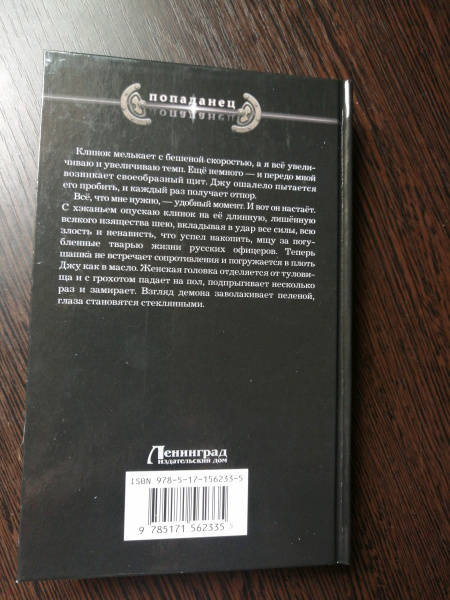 попаданец
Клинок мелькает с бешеной скоростью, а я всё увели-
чиваю и увеличиваю темп. Ещё немного — и передо мной
возникает своеобразный щит. Джу ошалело пытается
его пробить, и каждый раз получает отпор.
Всё, что мне нужно, — удобный момент. И вот он настаёт.
С хэканьем опускаю клинок на её длинную, лишённую
всякого изящества шею, вкладывая в удар все силы, всю
злость и ненависть, что успел накопить, мщу за погу-
бленные тварью жизни русских офицеров. Теперь
шашка не встречает сопротивления и погружается в плоть
Джу как в масло. Женская головка отделяется от тулови-
ща и с грохотом падает на пол, подпрыгивает несколько
раз и замирает. Взгляд демона заволакивает пеленой,
глаза становятся стеклянными.
Ленинград
издательский дом
ISBN 978-5-17-156233-5
9 785171 562335